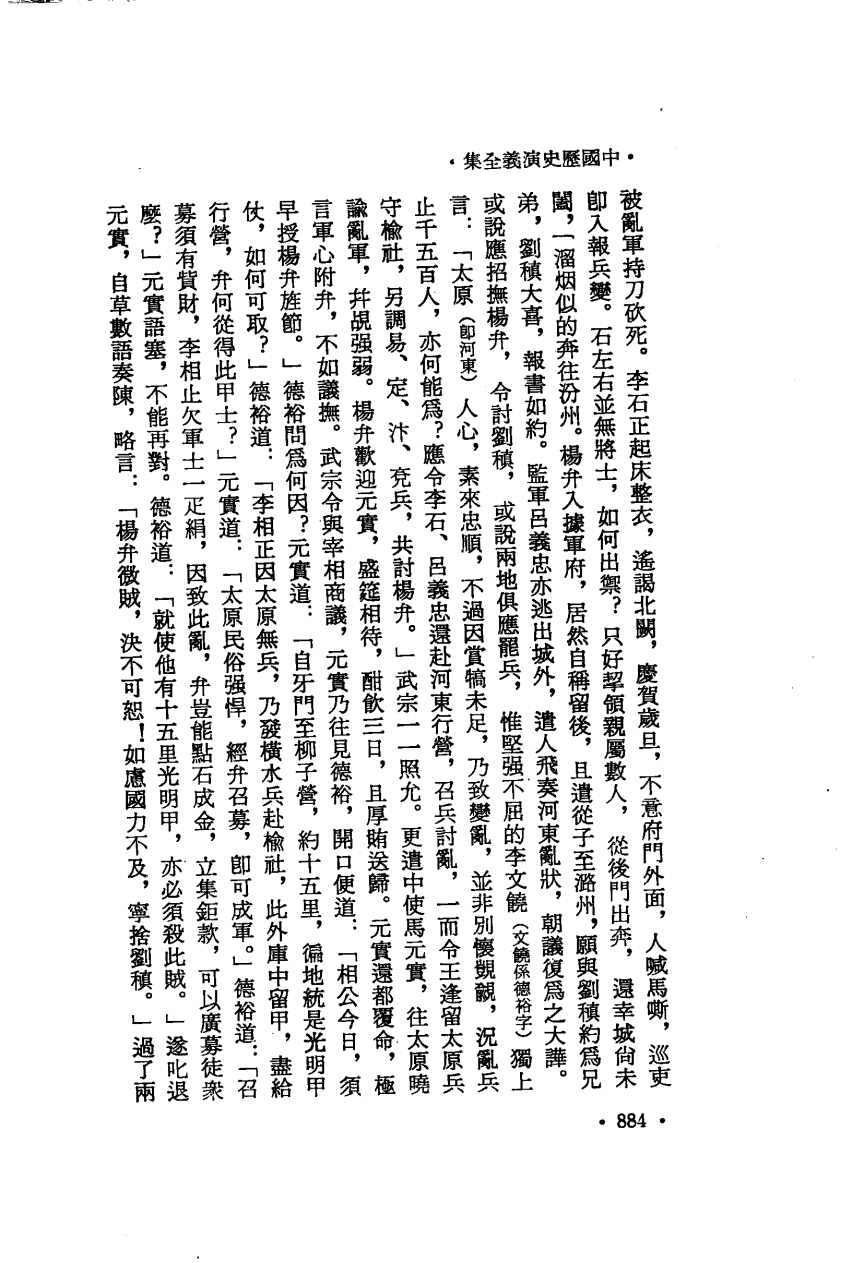 •中國歷史演義全集•
被亂軍持刀砍死。李石正起床整衣，遙謁北闕，慶賀歲旦，不意府門外面，人喊馬嘶，巡吏
卽入報兵變。石左右並無將士，如何出禦？只好挈領親屬數人，從後門出奔，還幸城尙未
闔，一溜烟似的奔往汾州。楊弁入據軍府，居然自稱留後，且遣從子至潞州，願與劉稹約爲兄
弟，劉稹大喜，報書如約。監軍呂義忠亦逃出城外，遣人飛奏河東亂狀，朝議復爲之大譁。
或說應招撫楊弁，令討劉稹，或說兩地俱應罷兵，惟堅强不屈的李文饒（文饒係德裕字）獨上
言：「太原（卽河東）人心，素來忠順，不過因賞犒未足，乃致變亂，並非別懷覬覦，況亂兵
止千五百人，亦何能爲？應令李石、呂義忠還赴河東行營，召兵討亂，一而令王逢留太原兵
守楡社，另調易、定、汴、兗兵，共討楊弁。」武宗一一照允。更遣中使馬元實，往太原曉
諭亂軍，幷覘强弱。楊弁歡迎元實，盛筵相待，酣飮三日，且厚賄送歸。元實還都覆命，極
言軍心附弁，不如議撫。武宗令與宰相商議，元實乃往見德裕，開口便道：「相公今日，須
早授楊弁旌節。」德裕問爲何因？元實道：「自牙門至柳子營，約十五里，徧地統是光明甲
仗，如何可取？」德裕道：「李相正因太原無兵，乃發橫水兵赴楡社，此外庫中留甲，盡給
行營，弁何從得此甲士？」元實道：「太原民俗强悍，經弁召募，卽可成軍。」德裕道：「召
募須有貲財，李相止欠軍士一疋絹，因致此亂，弁豈能點石成金，立集鉅款，可以廣募徒衆
麽？」元實語塞，不能再對。德裕道：「就使他有十五里光明甲，亦必須殺此賊。」遂叱退
元實，自草數語奏陳，略言：「楊弁微賊，決不可恕！如慮國力不及，寧捨劉稹。」過了兩
•884•